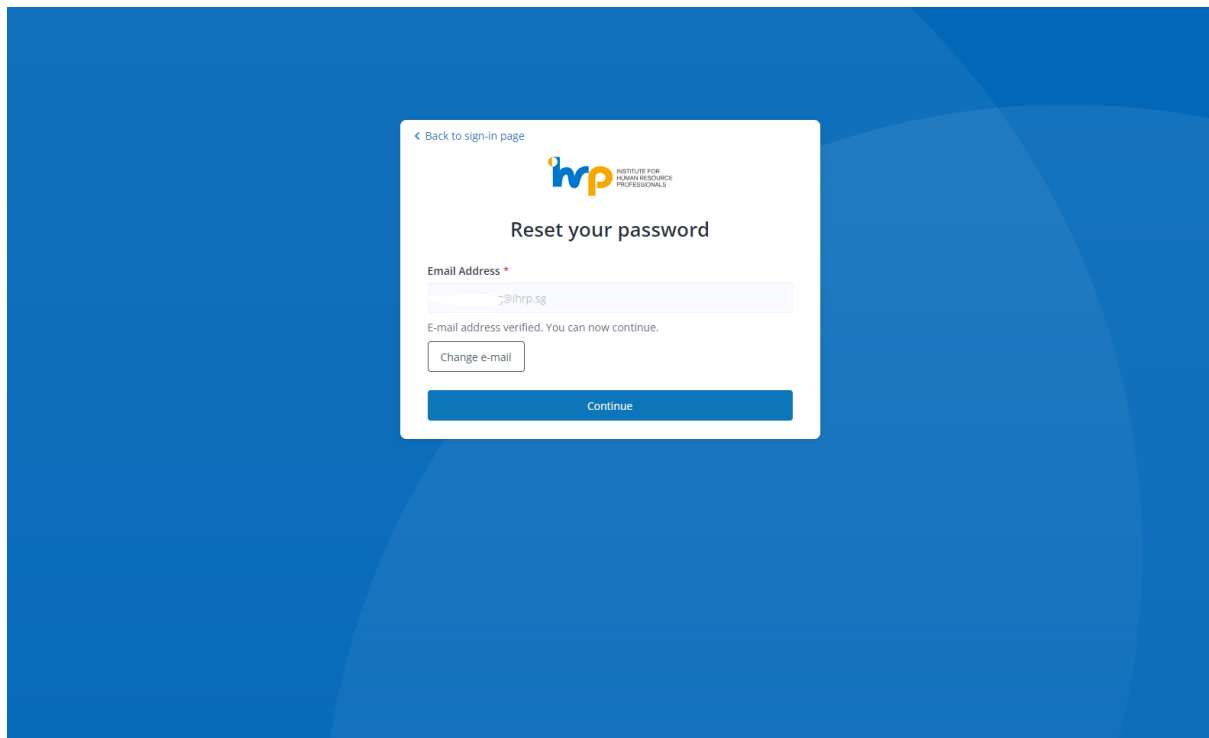 Back to sign-in page
ihrp
INSTITUTE FOR
HUMAN RESOURCE
PROFESSIONALS
Reset your password
Email Address *
@ihrp.sg
E-mail address verified. You can now continue.
Change e-mail
Continue